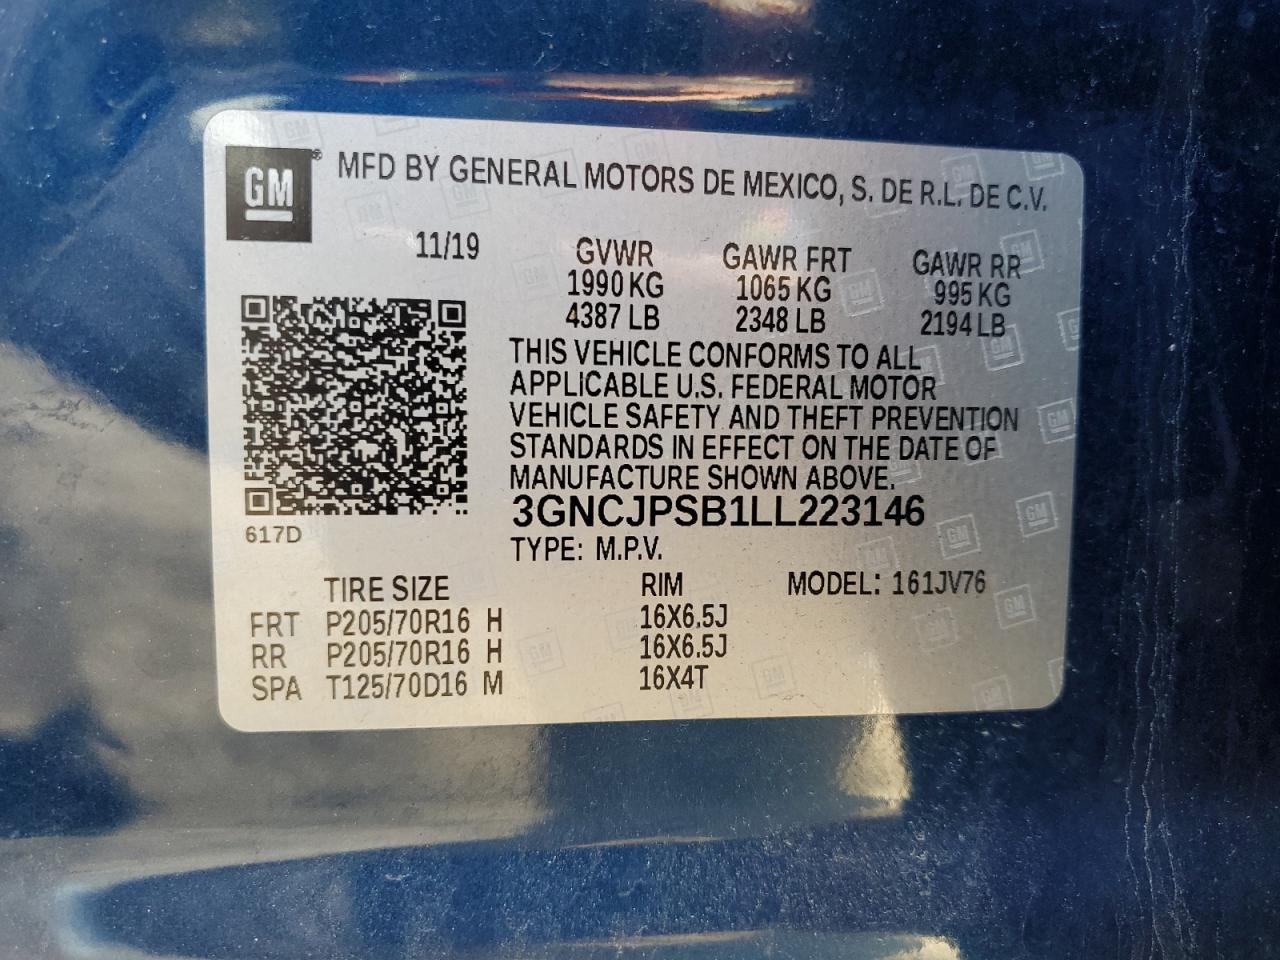 GM® MFD BY GENERAL MOTORS DE MEXICO, S. DE R.L. DE C.V.
11/19 GVWR GAWR FRT GAWR RR
1990 KG 1065 KG 995 KG
4387 LB 2348 LB 2194 LB
THIS VEHICLE CONFORMS TO ALL
APPLICABLE U.S. FEDERAL MOTOR
VEHICLE SAFETY AND THEFT PREVENTION
STANDARDS IN EFFECT ON THE DATE OF
MANUFACTURE SHOWN ABOVE.
3GNCJPSB1LL223146
617D
TYPE: M.P.V.
TIRE SIZE RIM MODEL: 161JV76
FRT P205/70R16 H 16X6.5J
RR P205/70R16 H 16X6.5J
SPA T125/70D16 M 16X4T